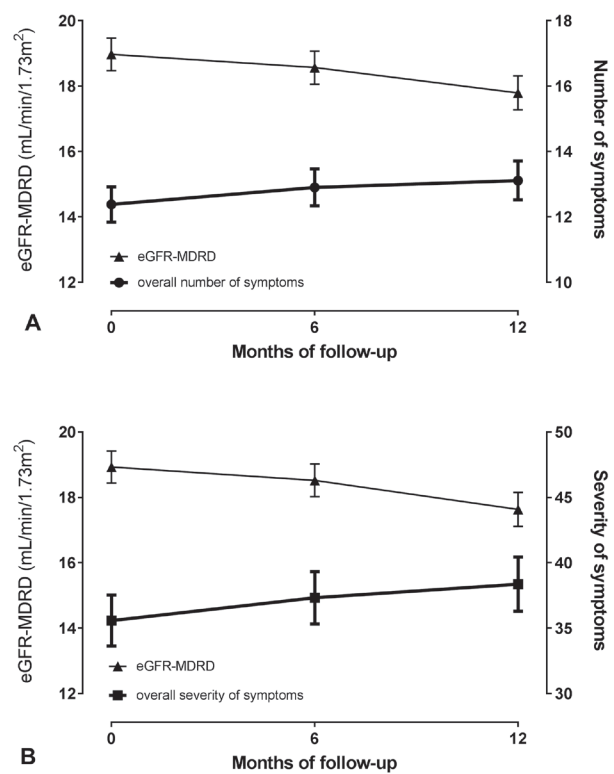 20
18
16
14
12
eGFR-MDRD (mL/min/1.73m²)
18
16
14
12
10
Number of symptoms
eGFR-MDRD
overall number of symptoms
0
6
12
Months of follow-up
A
20
18
16
14
12
eGFR-MDRD (mL/min/1.73m²)
50
45
40
35
30
Severity of symptoms
eGFR-MDRD
overall severity of symptoms
0
6
12
Months of follow-up
B